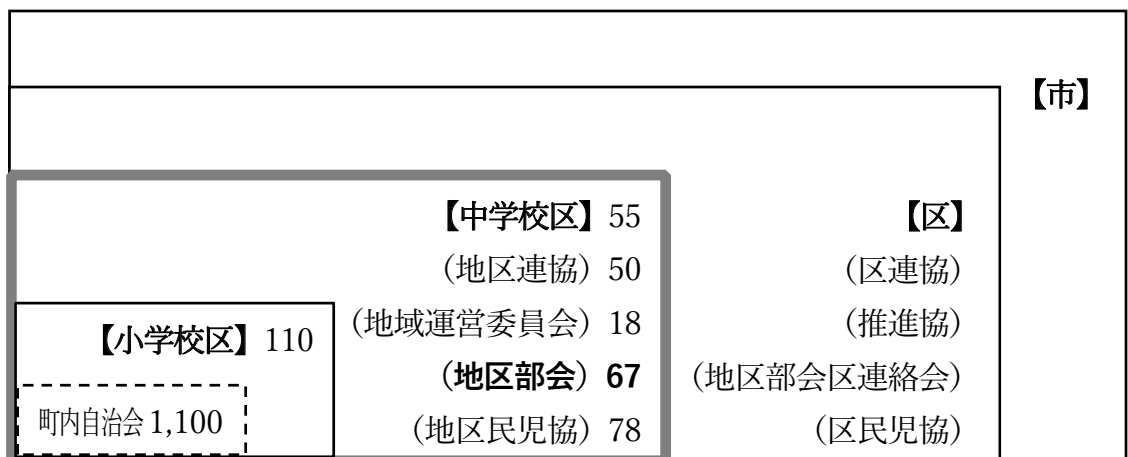 【市】
【中学校区】55
【区】
（地区連協）50
（区連協）
（地域運営委員会）18
（推進協）
【小学校区】110
（地区部会）67
（地区部会区連絡会）
町内自治会 1,100
（地区民児協）78
（区民児協）